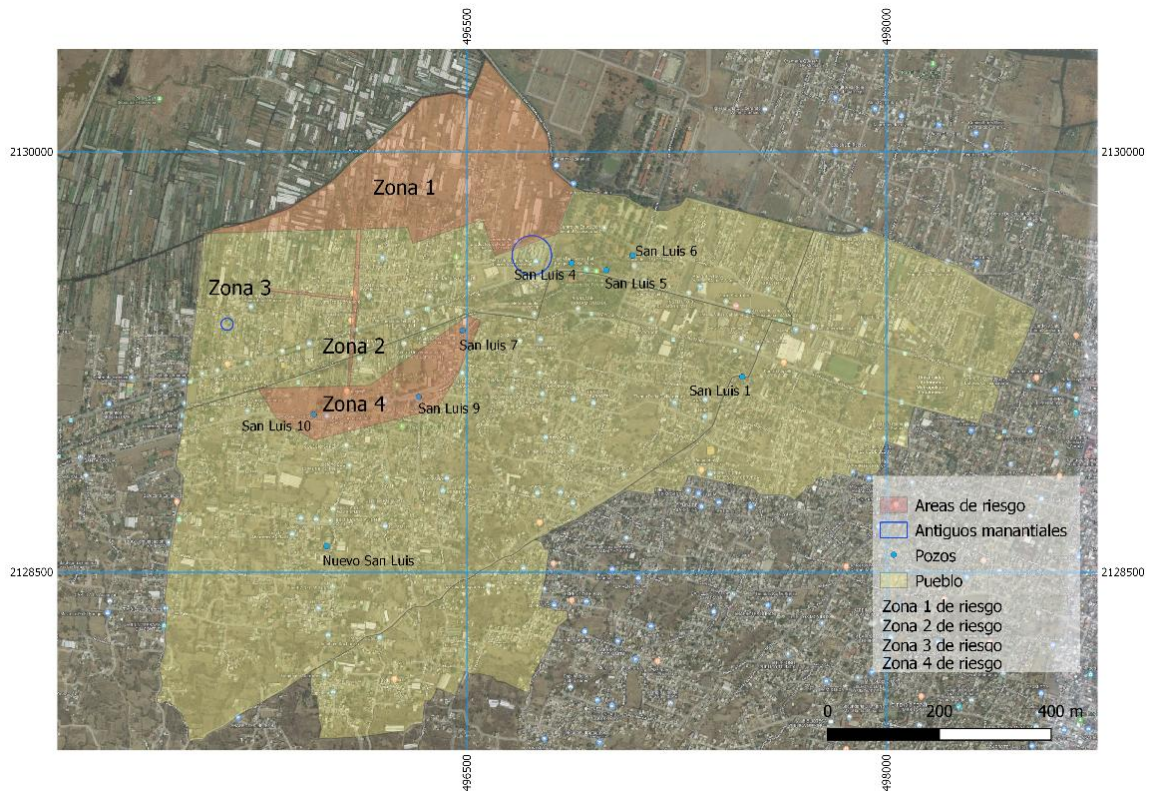 496500
498000
2130000
2130000
Zona 1
San Luis 6
San Luis 4
San Luis 5
Zona 3
Zona 2
San luis 7
San Luis 1
Zona 4
San Luis 9
San Luis 10
Areas de riesgo
Antiguos manantiales
Pozos
Nuevo San Luis
2128500
2128500
Pueblo
Zona 1 de riesgo
Zona 2 de riesgo
Zona 3 de riesgo
Zona 4 de riesgo
0 200 400 m
496500
498000